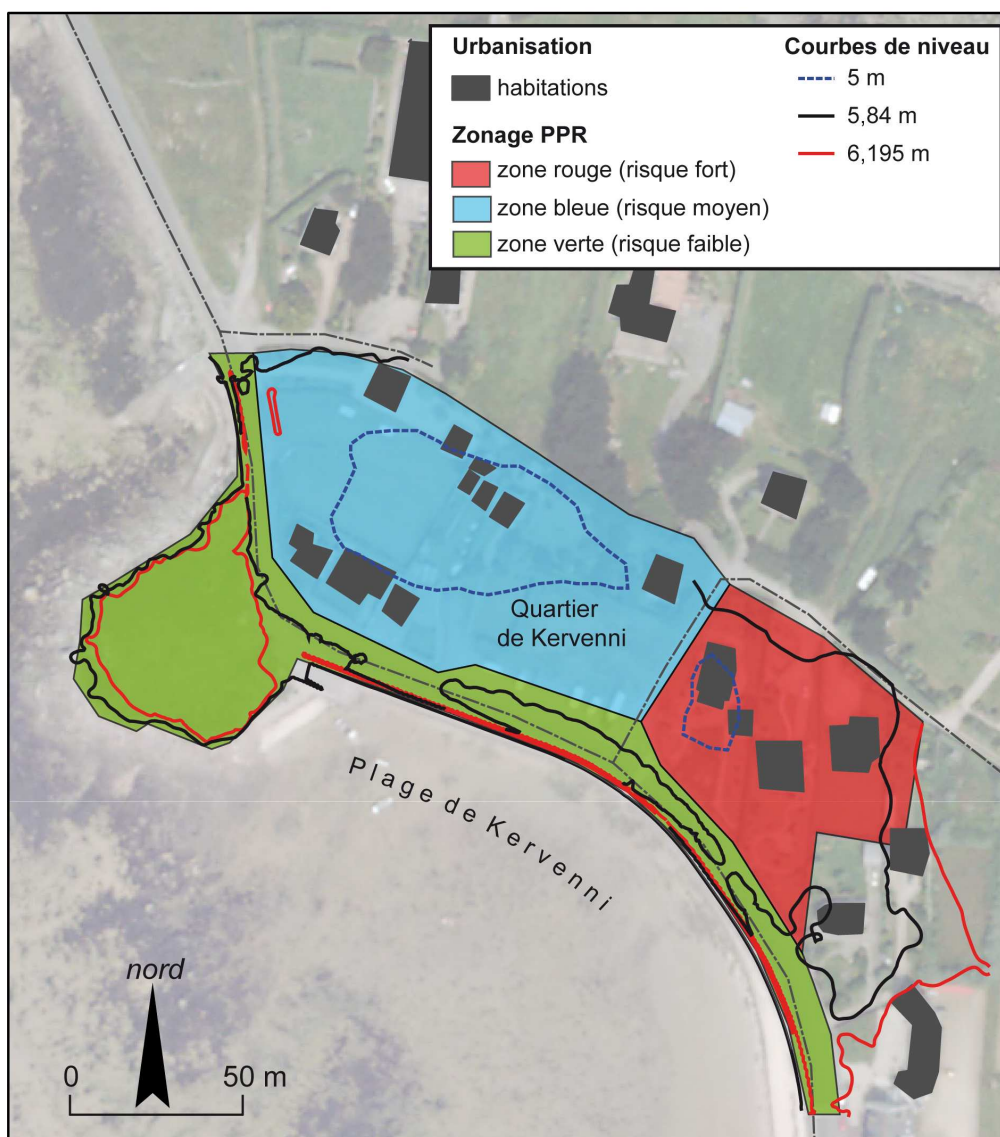 Urbanisation
habitations
Zonage PPR
zone rouge (risque fort)
zone bleue (risque moyen)
zone verte (risque faible)
Courbes de niveau
5 m
5,84 m
6,195 m
Quartier
de Kervenni
Plage de Kervenni
nord
0 50 m